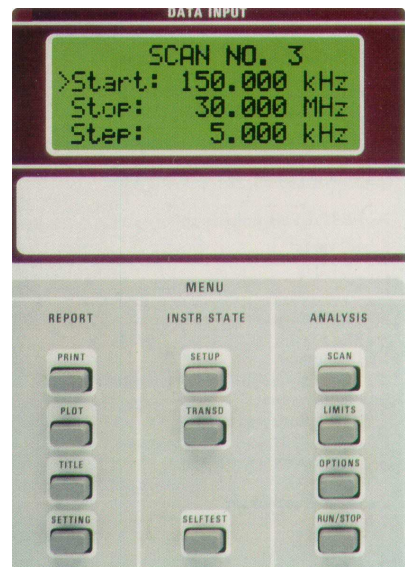 DATA INPUT
SCAN NO. 3
>Start: 150.000 kHz
Stop: 30.000 MHz
Step: 5.000 kHz
MENU
REPORT INSTR STATE ANALYSIS
PRINT SETUP SCAN
PLOT TRANSD LIMITS
TITLE OPTIONS
SETTING SELFTEST RUN/STOP